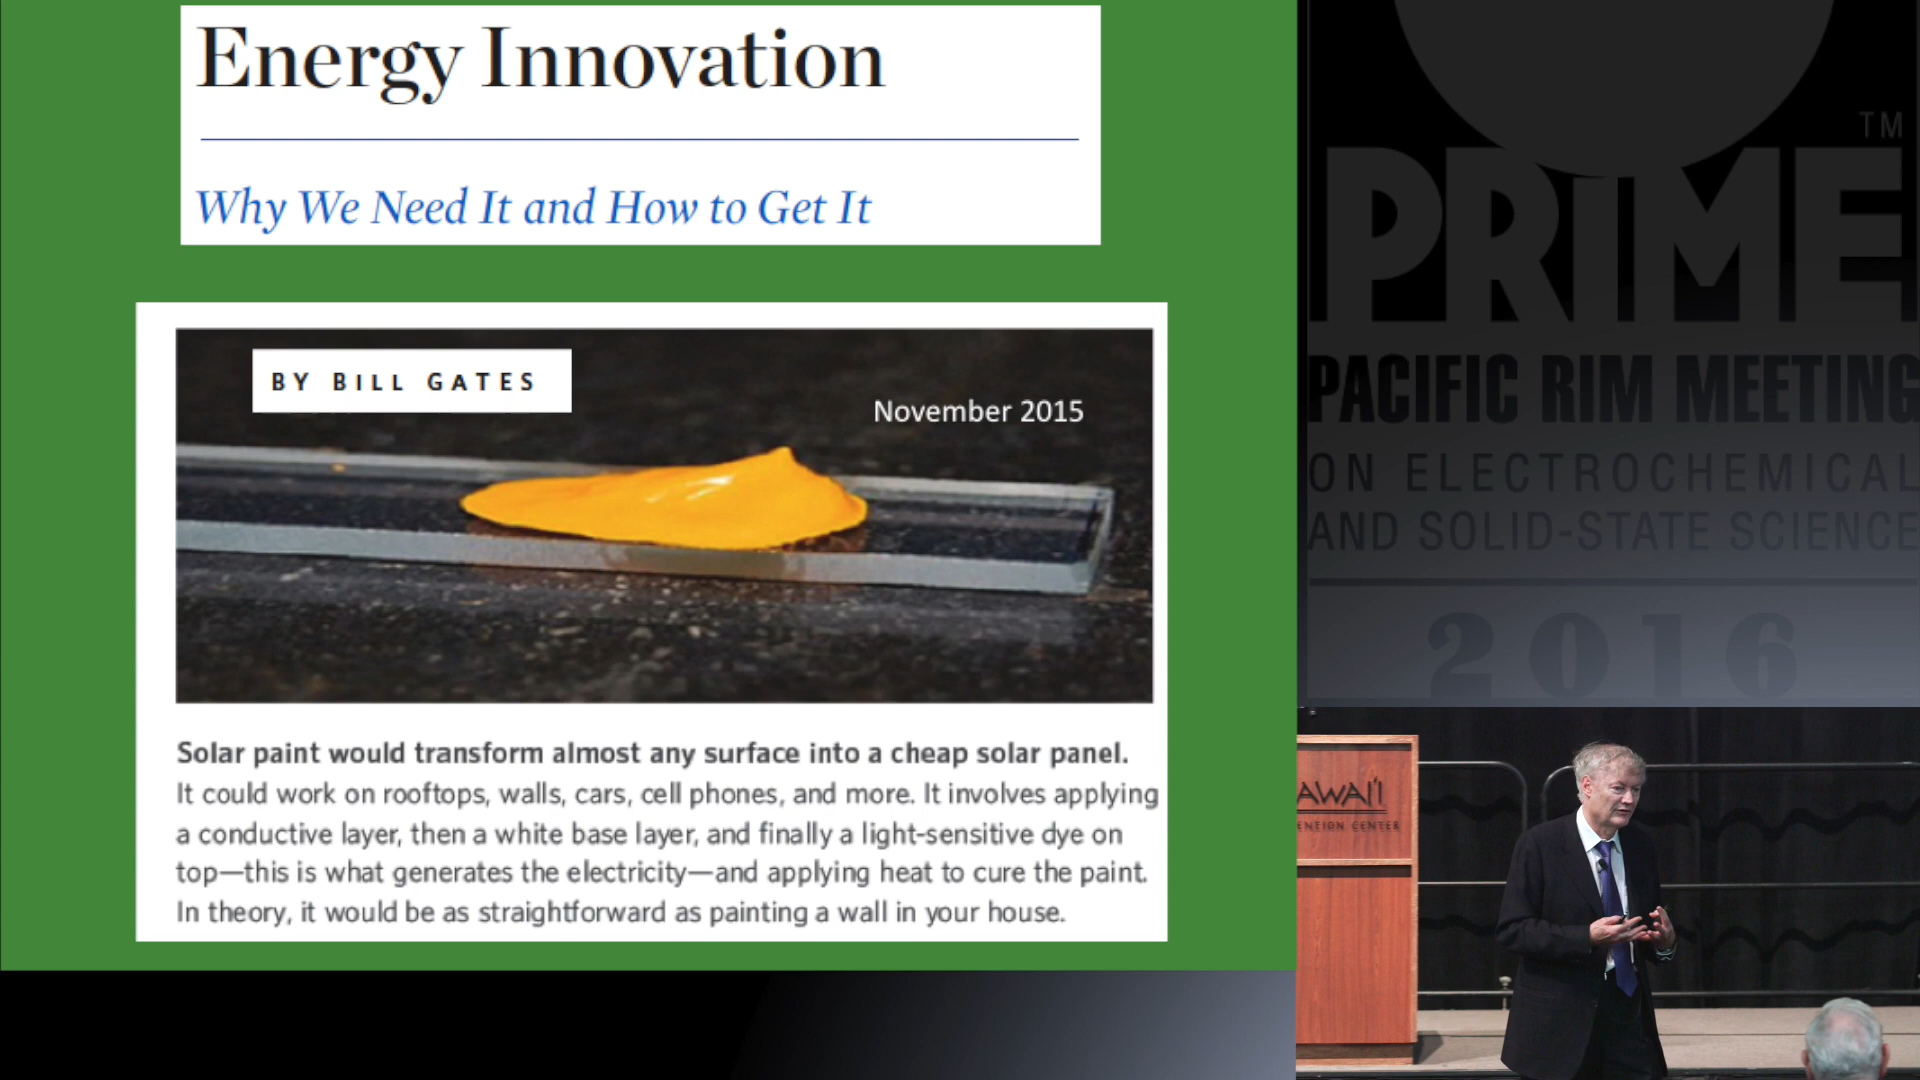 Energy Innovation
Why We Need It and How to Get It
BY BILL GATES
November 2015
Solar paint would transform almost any surface into a cheap solar panel.
It could work on rooftops, walls, cars, cell phones, and more. It involves applying
a conductive layer, then a white base layer, and finally a light-sensitive dye on
top—this is what generates the electricity—and applying heat to cure the paint.
In theory, it would be as straightforward as painting a wall in your house.
TM
PRIME
PACIFIC RIM MEETING
ON ELECTROCHEMICAL
AND SOLID-STATE SCIENCE
2016
AWAI'I
ENTION CENTER